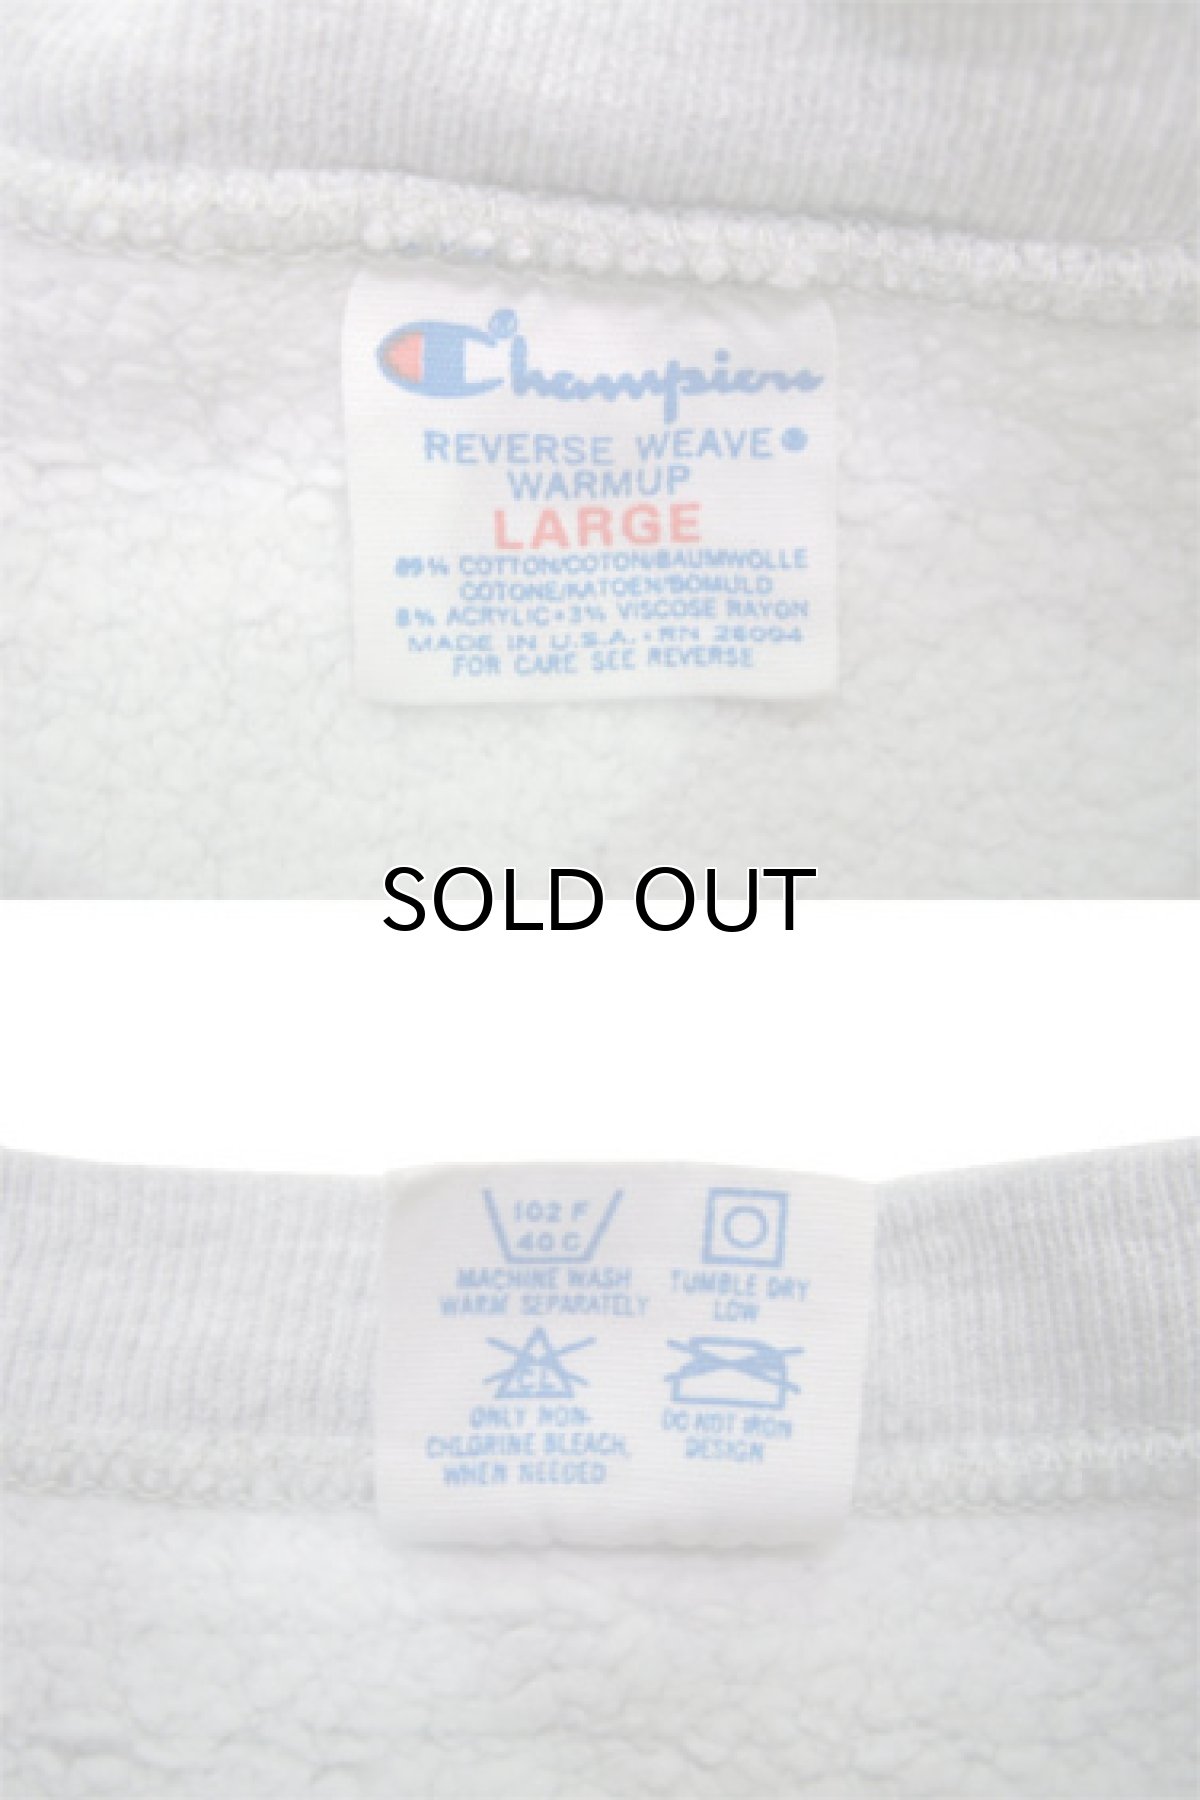 Champion
REVERSE WEAVE
WARMUP
LARGE
89% COTTON/COTON/BAUMWOLLE
COTONE/KATOEN/BOMULD
8% ACRYLIC • 3% VISCOSE RAYON
MADE IN U.S.A. • RN 26094
FOR CARE SEE REVERSE
SOLD OUT
102 F
40 C
MACHINE WASH
WARM SEPARATELY
TUMBLE DRY
LOW
CL
ONLY NON-
CHLORINE BLEACH,
WHEN NEEDED
DO NOT IRON
DESIGN